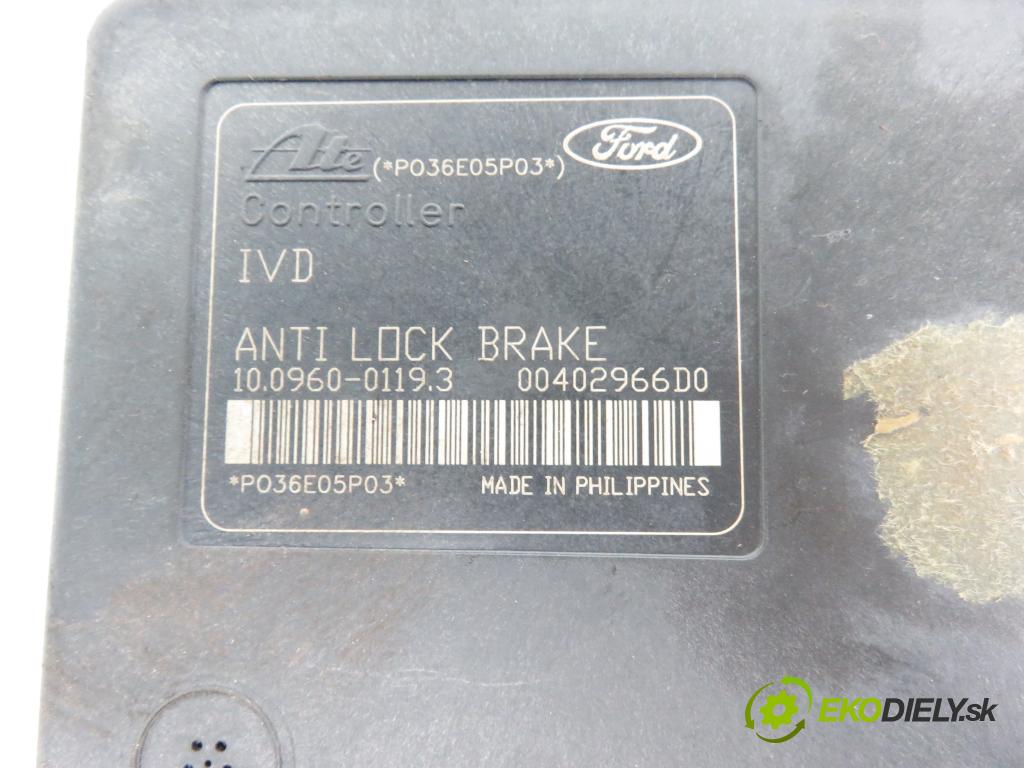 Ate (*P036E05P03*) Ford
Controller
IVD
ANTI LOCK BRAKE
10.0960-0119.3 00402966D0
*P036E05P03* MADE IN PHILIPPINES
EKODIELY.sk